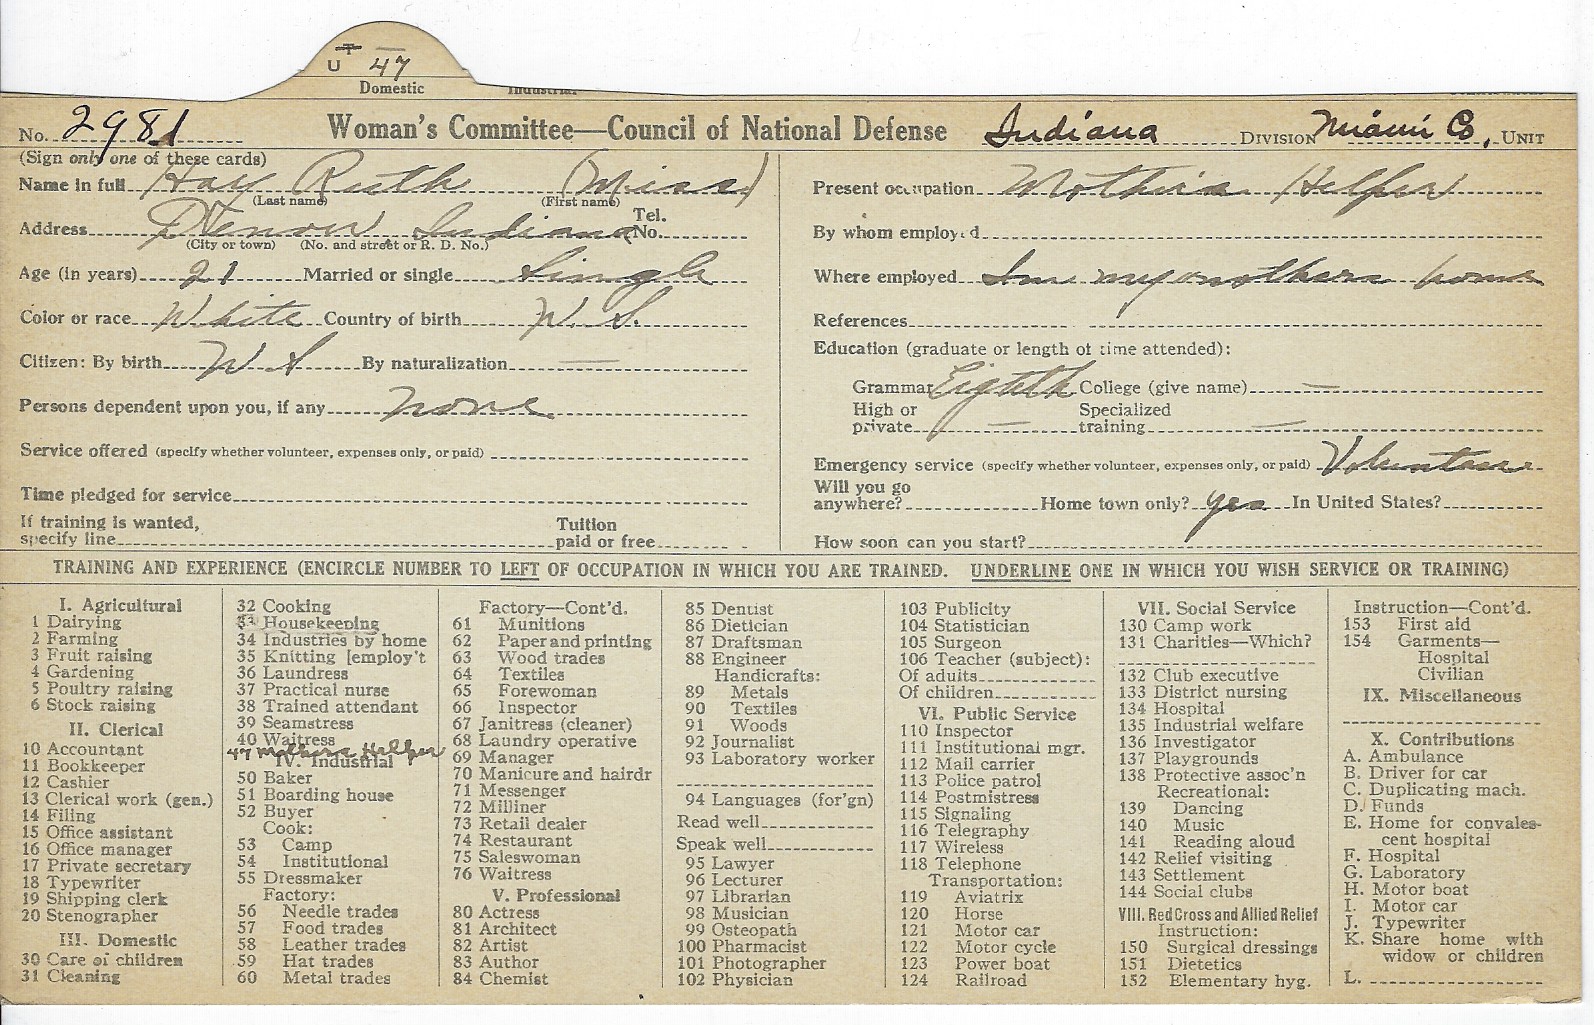 T
U 47
Domestic Industrial
No. 2981 Woman's Committee—Council of National Defense Indiana DIVISION Miami Co. UNIT
(Sign only one of these cards)
Name in full Hay Ruth (Miss)
(Last name) (First name)
Address Denver Indiana Tel. No.
(City or town) (No. and street or R. D. No.)
Age (in years) 21 Married or single Single
Color or race White Country of birth U. S.
Citizen: By birth U S By naturalization —
Persons dependent upon you, if any none
Service offered (specify whether volunteer, expenses only, or paid)
Time pledged for service
If training is wanted, specify line Tuition paid or free
Present occupation Mothers Helper
By whom employed
Where employed In my mothers home
References
Education (graduate or length of time attended):
Grammar Eighth College (give name) —
High or private — Specialized training —
Emergency service (specify whether volunteer, expenses only, or paid) Volunteer
Will you go anywhere? Home town only? yes In United States?
How soon can you start?
TRAINING AND EXPERIENCE (ENCIRCLE NUMBER TO LEFT OF OCCUPATION IN WHICH YOU ARE TRAINED. UNDERLINE ONE IN WHICH YOU WISH SERVICE OR TRAINING)
I. Agricultural
1 Dairying
2 Farming
3 Fruit raising
4 Gardening
5 Poultry raising
6 Stock raising
II. Clerical
10 Accountant
11 Bookkeeper
12 Cashier
13 Clerical work (gen.)
14 Filing
15 Office assistant
16 Office manager
17 Private secretary
18 Typewriter
19 Shipping clerk
20 Stenographer
III. Domestic
30 Care of children
31 Cleaning
32 Cooking
33 Housekeeping
34 Industries by home
35 Knitting [employ't
36 Laundress
37 Practical nurse
38 Trained attendant
39 Seamstress
40 Waitress
47 Mothers Helper
IV. Industrial
50 Baker
51 Boarding house
52 Buyer
Cook:
53 Camp
54 Institutional
55 Dressmaker
Factory:
56 Needle trades
57 Food trades
58 Leather trades
59 Hat trades
60 Metal trades
Factory—Cont'd.
61 Munitions
62 Paper and printing
63 Wood trades
64 Textiles
65 Forewoman
66 Inspector
67 Janitress (cleaner)
68 Laundry operative
69 Manager
70 Manicure and hairdr
71 Messenger
72 Milliner
73 Retail dealer
74 Restaurant
75 Saleswoman
76 Waitress
V. Professional
80 Actress
81 Architect
82 Artist
83 Author
84 Chemist
85 Dentist
86 Dietician
87 Draftsman
88 Engineer
Handicrafts:
89 Metals
90 Textiles
91 Woods
92 Journalist
93 Laboratory worker
94 Languages (for'gn)
Read well
Speak well
95 Lawyer
96 Lecturer
97 Librarian
98 Musician
99 Osteopath
100 Pharmacist
101 Photographer
102 Physician
103 Publicity
104 Statistician
105 Surgeon
106 Teacher (subject):
Of adults
Of children
VI. Public Service
110 Inspector
111 Institutional mgr.
112 Mail carrier
113 Police patrol
114 Postmistress
115 Signaling
116 Telegraphy
117 Wireless
118 Telephone
Transportation:
119 Aviatrix
120 Horse
121 Motor car
122 Motor cycle
123 Power boat
124 Railroad
VII. Social Service
130 Camp work
131 Charities—Which?
132 Club executive
133 District nursing
134 Hospital
135 Industrial welfare
136 Investigator
137 Playgrounds
138 Protective assoc'n
Recreational:
139 Dancing
140 Music
141 Reading aloud
142 Relief visiting
143 Settlement
144 Social clubs
VIII. Red Cross and Allied Relief
Instruction:
150 Surgical dressings
151 Dietetics
152 Elementary hyg.
Instruction—Cont'd.
153 First aid
154 Garments—
Hospital
Civilian
IX. Miscellaneous
X. Contributions
A. Ambulance
B. Driver for car
C. Duplicating mach.
D. Funds
E. Home for convales-
cent hospital
F. Hospital
G. Laboratory
H. Motor boat
I. Motor car
J. Typewriter
K. Share home with
widow or children
L.